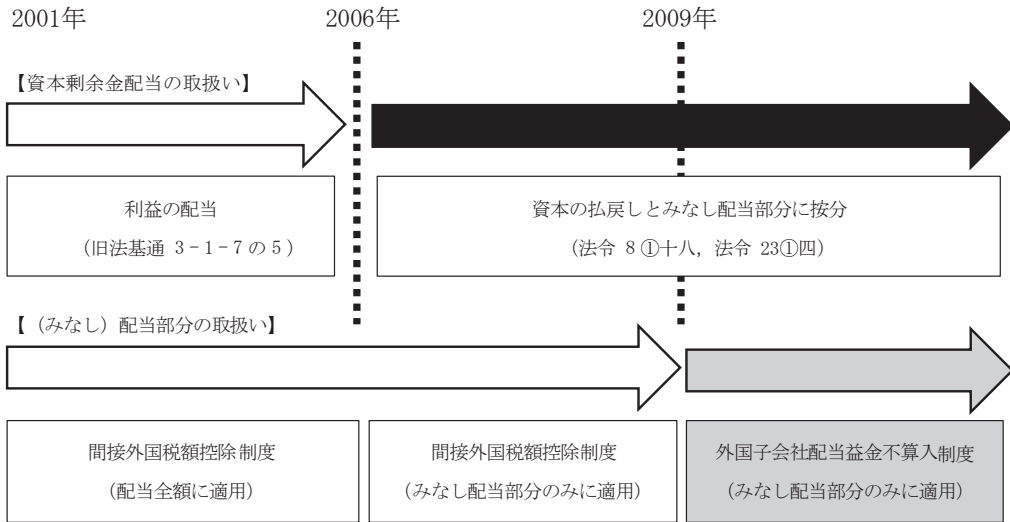 2001年 2006年 2009年
【資本剰余金配当の取扱い】
利益の配当
（旧法基通 3-1-7の5）
資本の払戻しとみなし配当部分に按分
（法令 8①十八，法令 23①四）
【（みなし）配当部分の取扱い】
間接外国税額控除制度
（配当全額に適用）
間接外国税額控除制度
（みなし配当部分のみに適用）
外国子会社配当益金不算入制度
（みなし配当部分のみに適用）